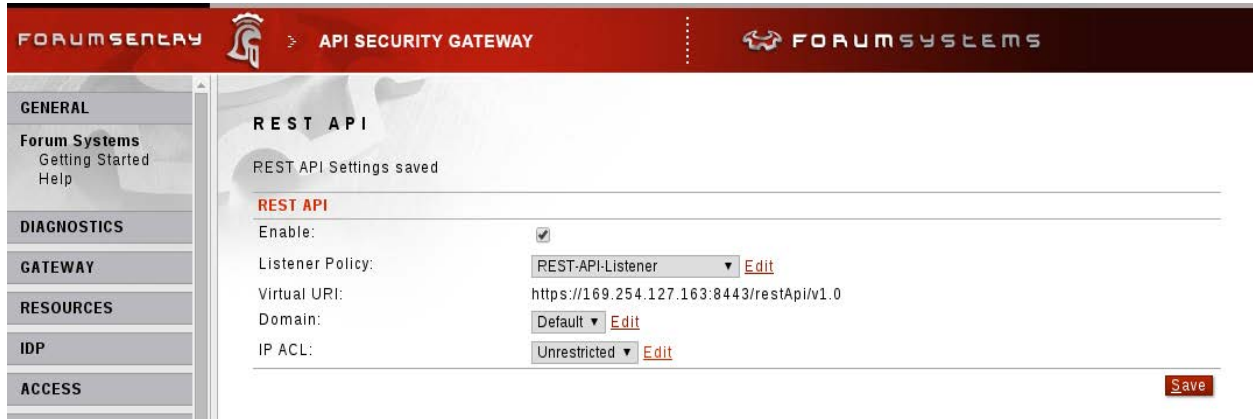 FORUMSENTRY > API SECURITY GATEWAY FORUMSYSTEMS
GENERAL
Forum Systems
Getting Started
Help
DIAGNOSTICS
GATEWAY
RESOURCES
IDP
ACCESS
REST API
REST API Settings saved
REST API
Enable:
Listener Policy: REST-API-Listener Edit
Virtual URI: https://169.254.127.163:8443/restApi/v1.0
Domain: Default Edit
IP ACL: Unrestricted Edit
Save